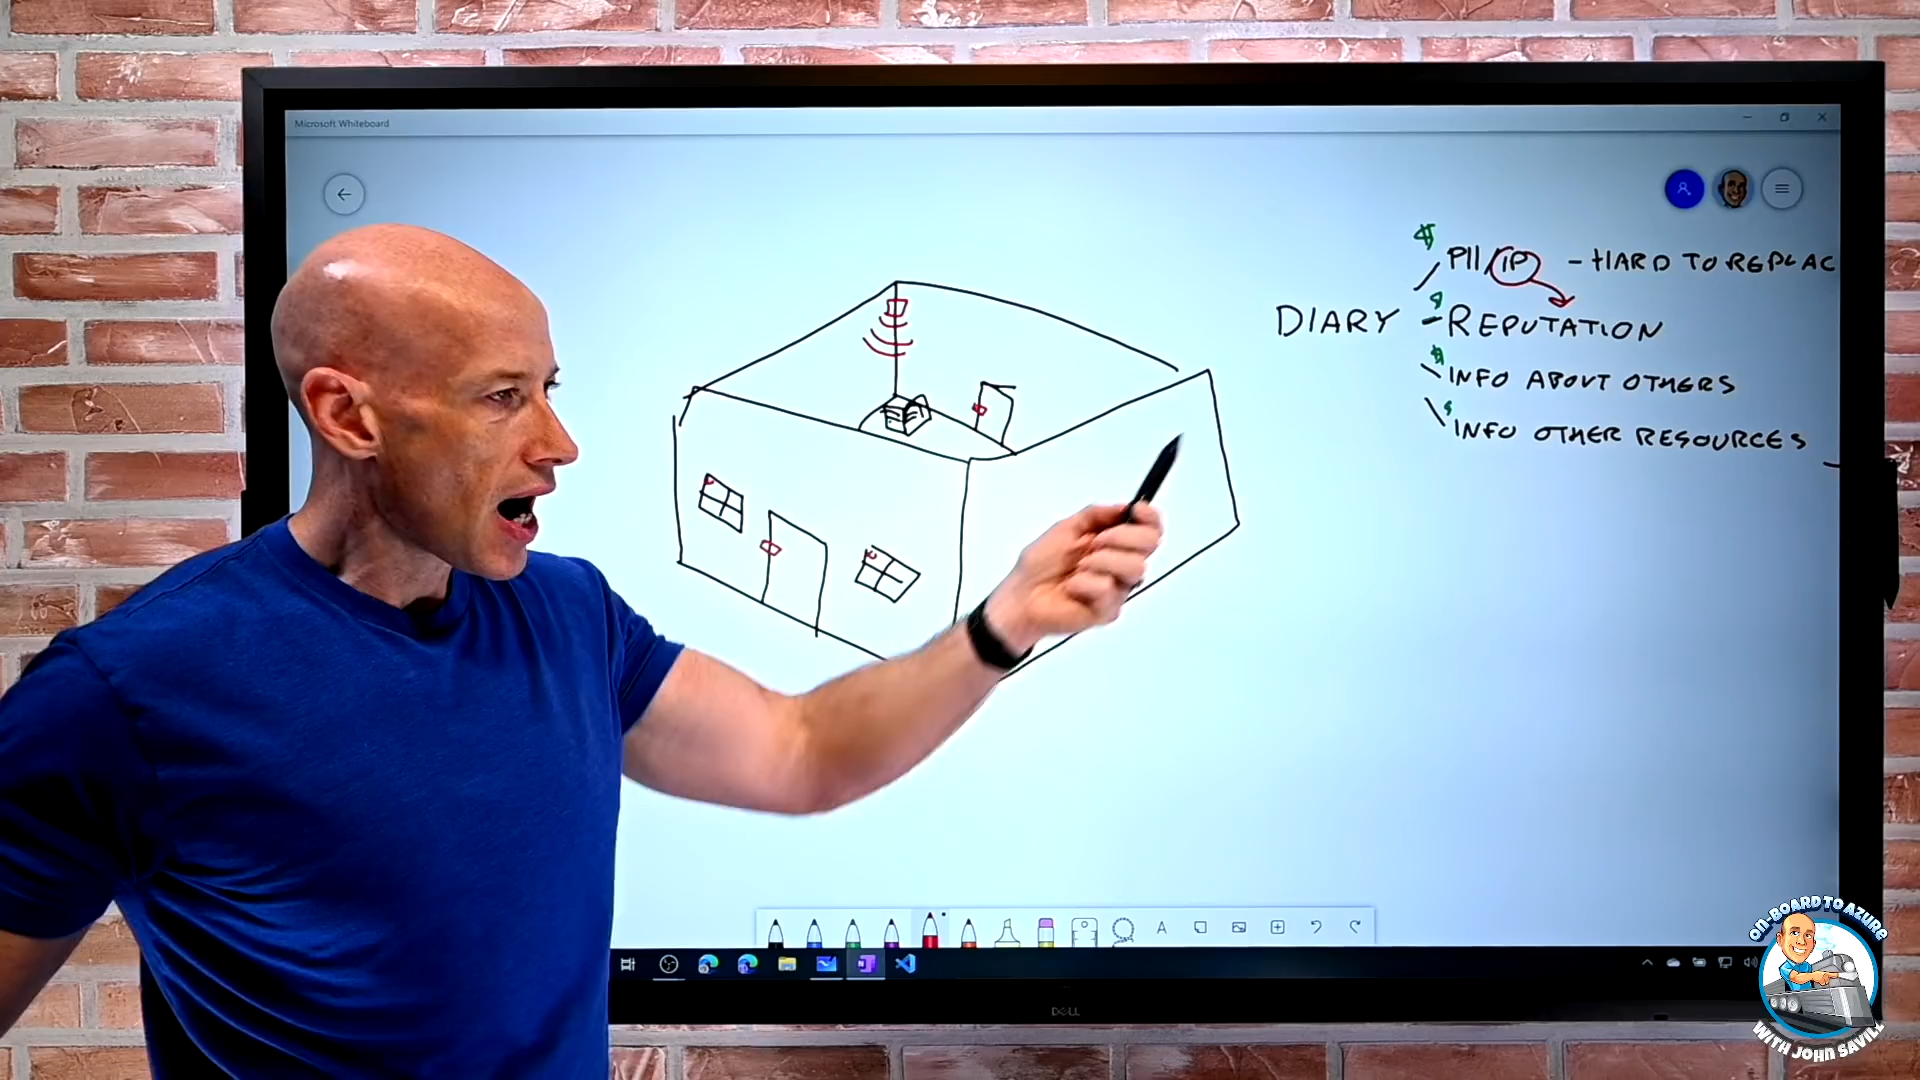 Microsoft Whiteboard
PII/IP - HARD TO REPLAC
DIARY - REPUTATION
INFO ABOUT OTHERS
INFO OTHER RESOURCES
A
DELL
ON-BOARD TO AZURE
WITH JOHN SAVILL